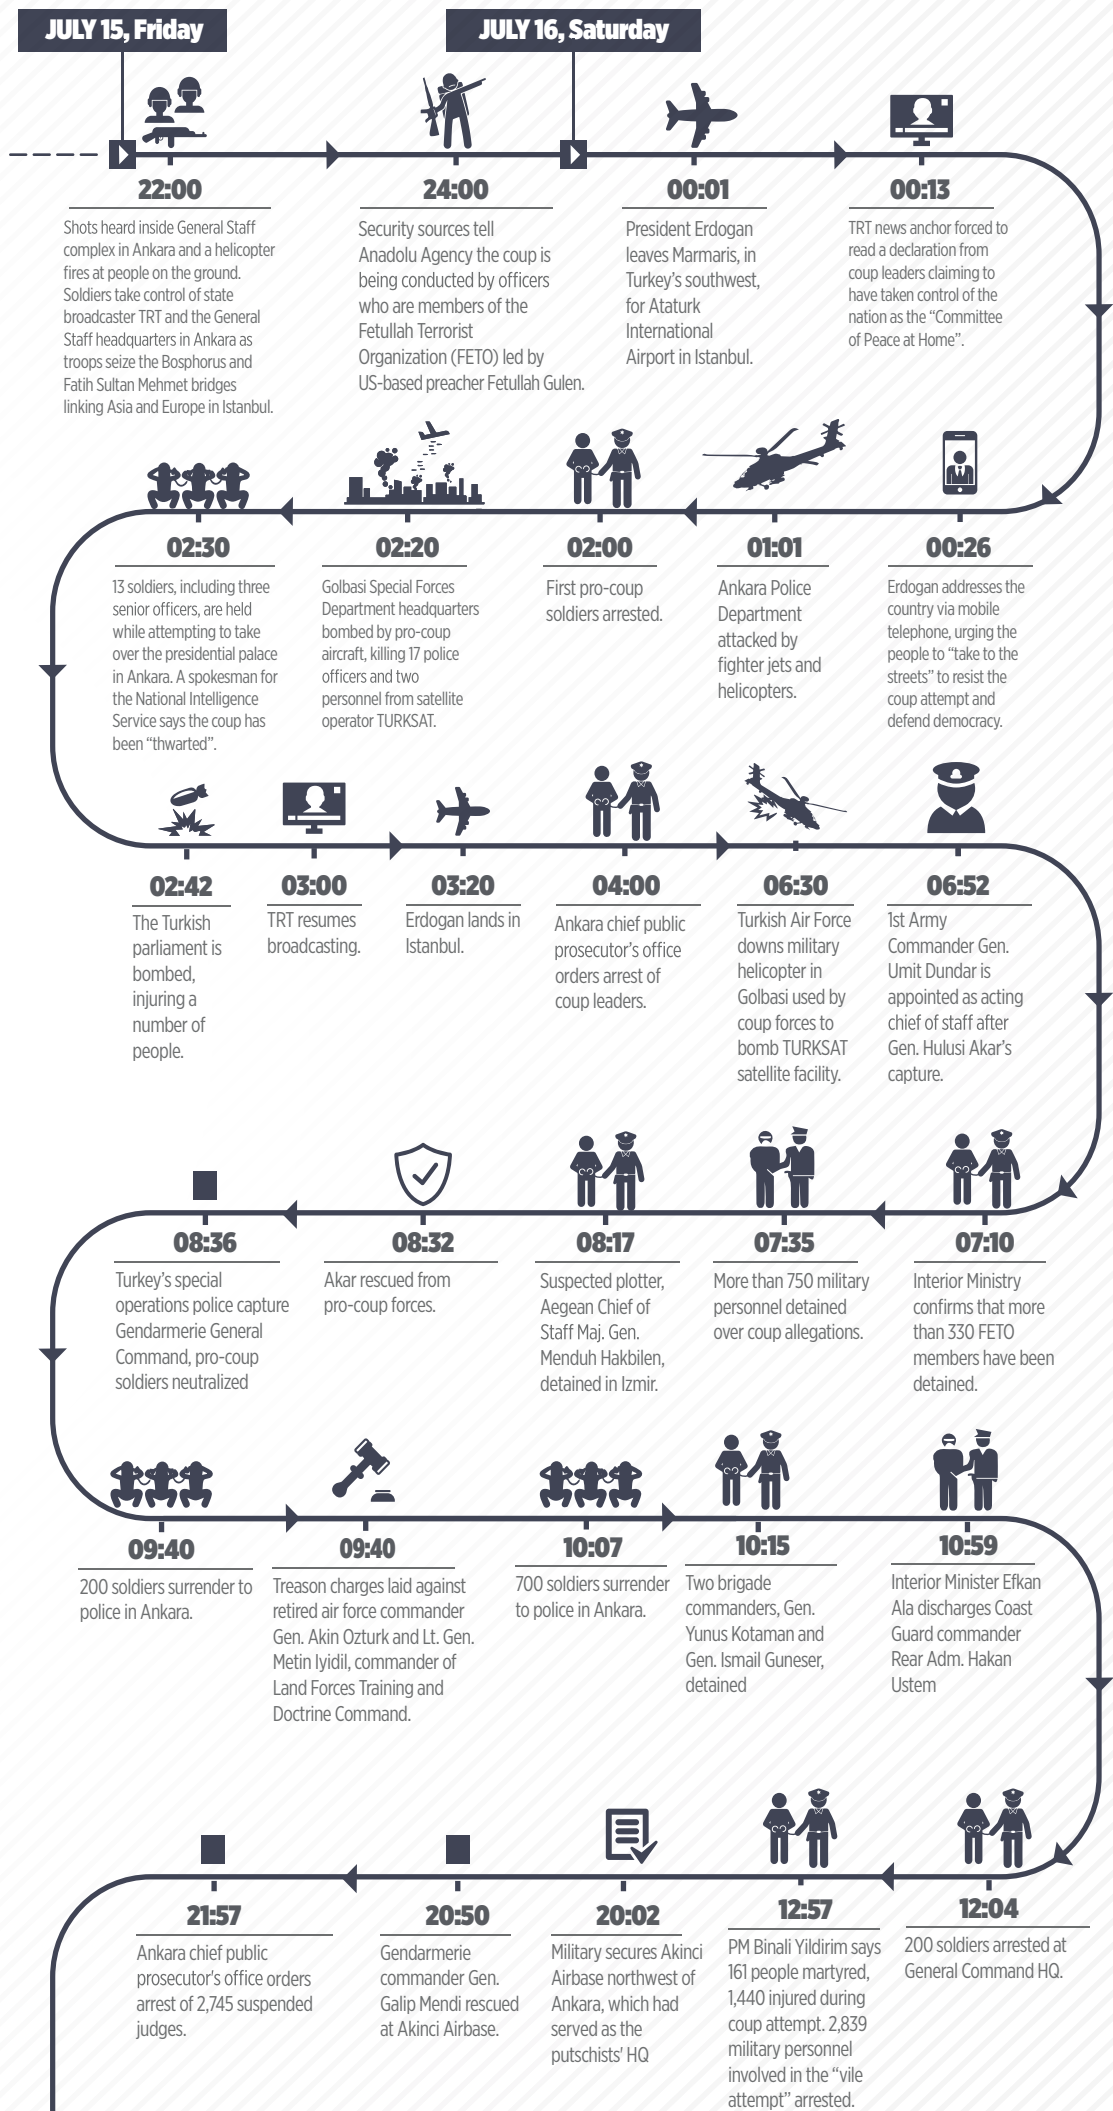 JULY 15, Friday
JULY 16, Saturday
22:00
Shots heard inside General Staff
complex in Ankara and a helicopter
fires at people on the ground.
Soldiers take control of state
broadcaster TRT and the General
Staff headquarters in Ankara as
troops seize the Bosphorus and
Fatih Sultan Mehmet bridges
linking Asia and Europe in Istanbul.
24:00
Security sources tell
Anadolu Agency the coup is
being conducted by officers
who are members of the
Fetullah Terrorist
Organization (FETO) led by
US-based preacher Fetullah Gulen.
00:01
President Erdogan
leaves Marmaris, in
Turkey's southwest,
for Ataturk
International
Airport in Istanbul.
00:13
TRT news anchor forced to
read a declaration from
coup leaders claiming to
have taken control of the
nation as the “Committee
of Peace at Home”.
00:26
Erdogan addresses the
country via mobile
telephone, urging the
people to “take to the
streets” to resist the
coup attempt and
defend democracy.
01:01
Ankara Police
Department
attacked by
fighter jets and
helicopters.
02:00
First pro-coup
soldiers arrested.
02:20
Golbasi Special Forces
Department headquarters
bombed by pro-coup
aircraft, killing 17 police
officers and two
personnel from satellite
operator TURKSAT.
02:30
13 soldiers, including three
senior officers, are held
while attempting to take
over the presidential palace
in Ankara. A spokesman for
the National Intelligence
Service says the coup has
been “thwarted”.
02:42
The Turkish
parliament is
bombed,
injuring a
number of
people.
03:00
TRT resumes
broadcasting.
03:20
Erdogan lands in
Istanbul.
04:00
Ankara chief public
prosecutor's office
orders arrest of
coup leaders.
06:30
Turkish Air Force
downs military
helicopter in
Golbasi used by
coup forces to
bomb TURKSAT
satellite facility.
06:52
1st Army
Commander Gen.
Umit Dundar is
appointed as acting
chief of staff after
Gen. Hulusi Akar's
capture.
07:10
Interior Ministry
confirms that more
than 330 FETO
members have been
detained.
07:35
More than 750 military
personnel detained
over coup allegations.
08:17
Suspected plotter,
Aegean Chief of
Staff Maj. Gen.
Menduh Hakbilen,
detained in Izmir.
08:32
Akar rescued from
pro-coup forces.
08:36
Turkey's special
operations police capture
Gendarmerie General
Command, pro-coup
soldiers neutralized
09:40
200 soldiers surrender to
police in Ankara.
09:40
Treason charges laid against
retired air force commander
Gen. Akin Ozturk and Lt. Gen.
Metin Iyidil, commander of
Land Forces Training and
Doctrine Command.
10:07
700 soldiers surrender
to police in Ankara.
10:15
Two brigade
commanders, Gen.
Yunus Kotaman and
Gen. Ismail Guneser,
detained
10:59
Interior Minister Efkan
Ala discharges Coast
Guard commander
Rear Adm. Hakan
Ustem
12:04
200 soldiers arrested at
General Command HQ.
12:57
PM Binali Yildirim says
161 people martyred,
1,440 injured during
coup attempt. 2,839
military personnel
involved in the “vile
attempt” arrested.
20:02
Military secures Akinci
Airbase northwest of
Ankara, which had
served as the
putschists' HQ
20:50
Gendarmerie
commander Gen.
Galip Mendi rescued
at Akinci Airbase.
21:57
Ankara chief public
prosecutor's office orders
arrest of 2,745 suspended
judges.